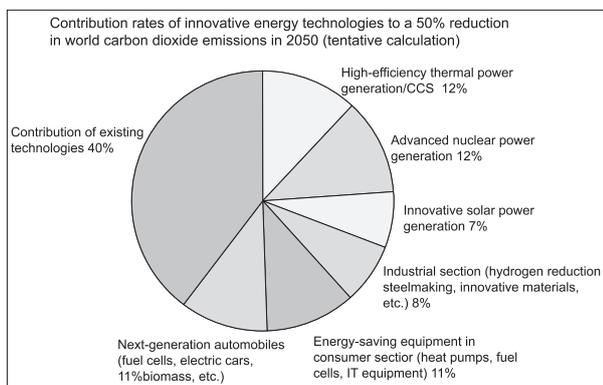 Contribution rates of innovative energy technologies to a 50% reduction
in world carbon dioxide emissions in 2050 (tentative calculation)
High-efficiency thermal power
generation/CCS 12%
Contribution of existing
technologies 40%
Advanced nuclear power
generation 12%
Innovative solar power
generation 7%
Industrial section (hydrogen reduction
steelmaking, innovative materials,
etc.) 8%
Next-generation automobiles
(fuel cells, electric cars,
11%biomass, etc.)
Energy-saving equipment in
consumer sectior (heat pumps, fuel
cells, IT equipment) 11%